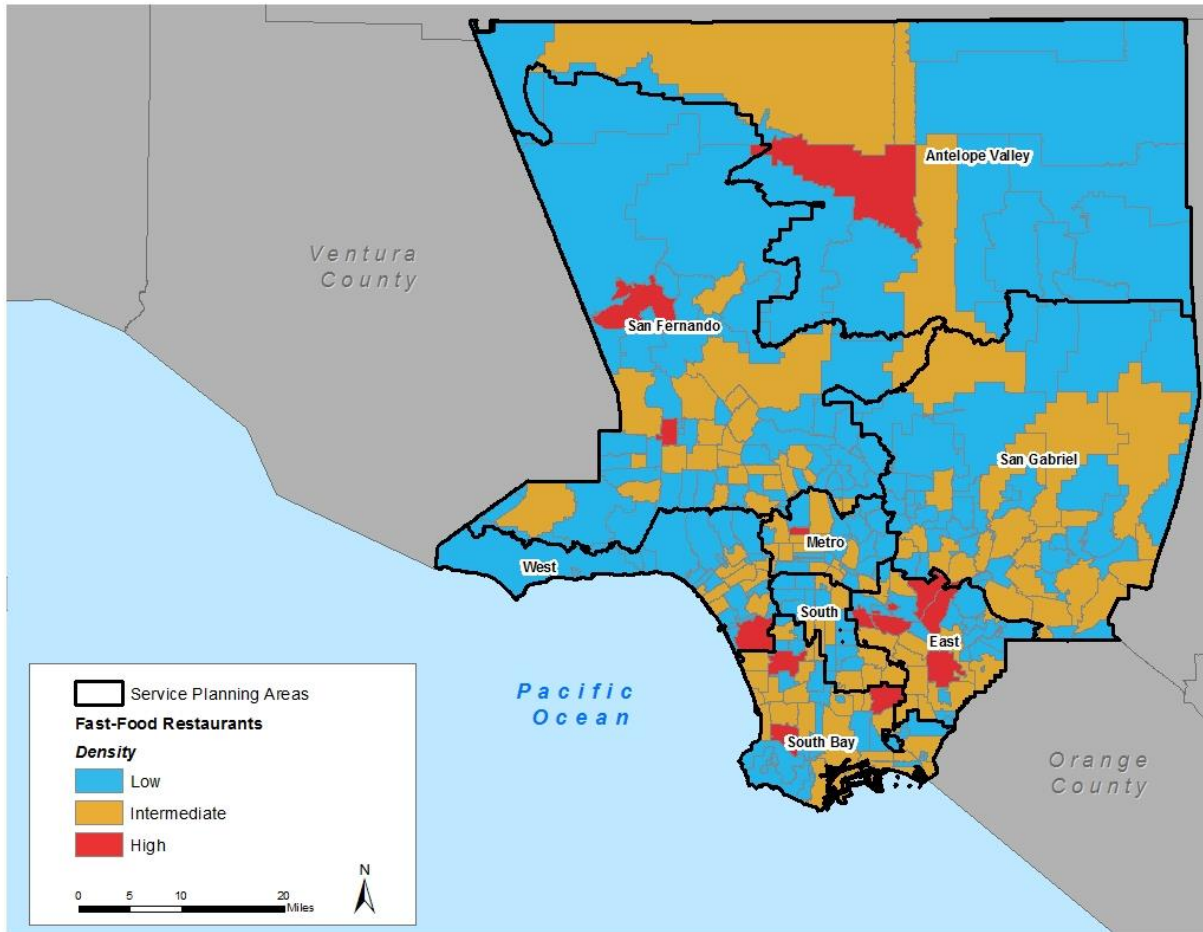 Antelope Valley
Ventura
County
San Fernando
San Gabriel
Metro
West
South
East
Pacific
Ocean
South Bay
Orange
County
Service Planning Areas
Fast-Food Restaurants
Density
Low
Intermediate
High
N
0 5 10 20
Miles